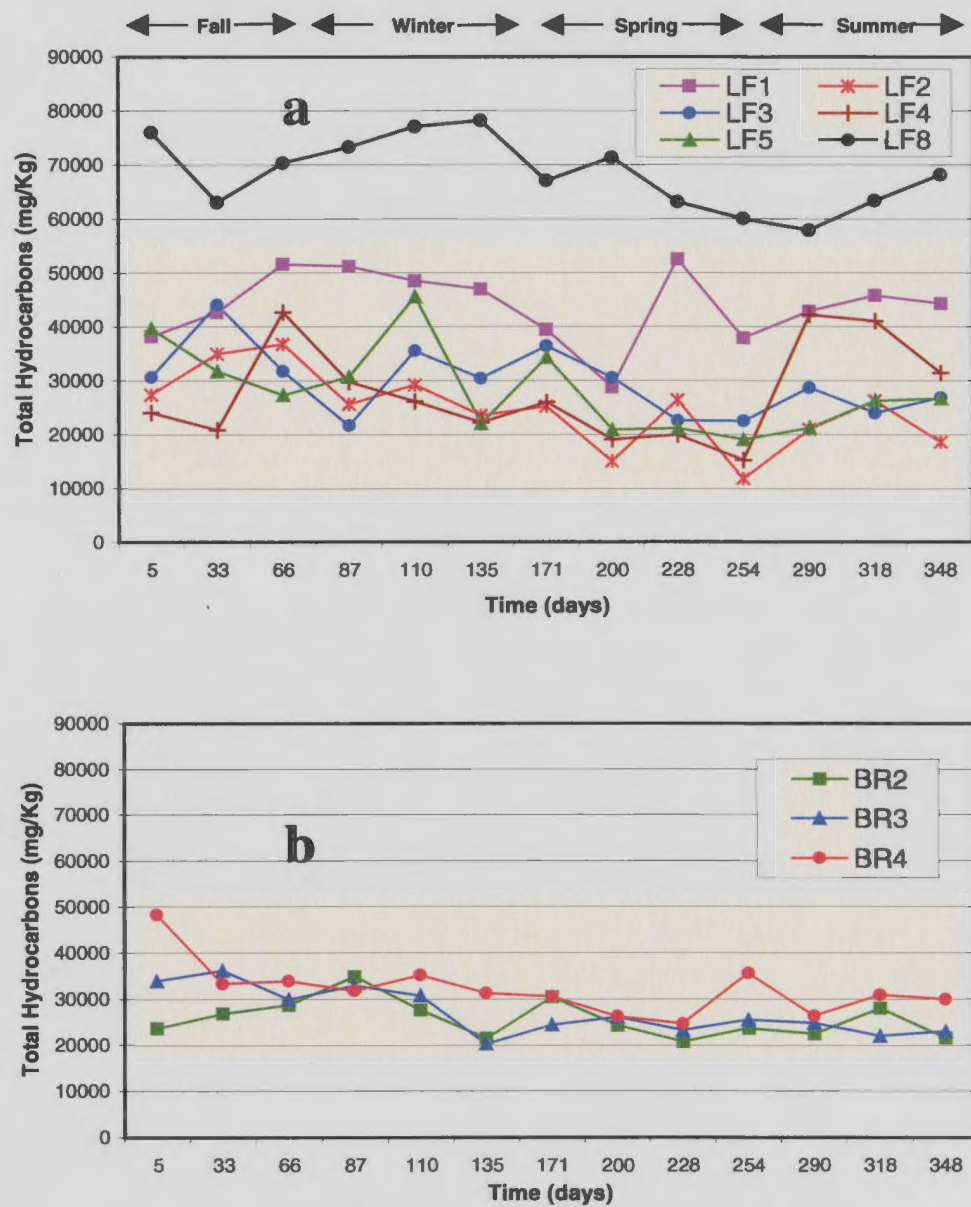 Fall Winter Spring Summer
90000
80000
70000
60000
50000
40000
30000
20000
10000
0
Total Hydrocarbons (mg/Kg)
a
LF1 LF2
LF3 LF4
LF5 LF8
5 33 66 87 110 135 171 200 228 254 290 318 348
Time (days)
90000
80000
70000
60000
50000
40000
30000
20000
10000
0
Total Hydrocarbons (mg/Kg)
b
BR2
BR3
BR4
5 33 66 87 110 135 171 200 228 254 290 318 348
Time (days)